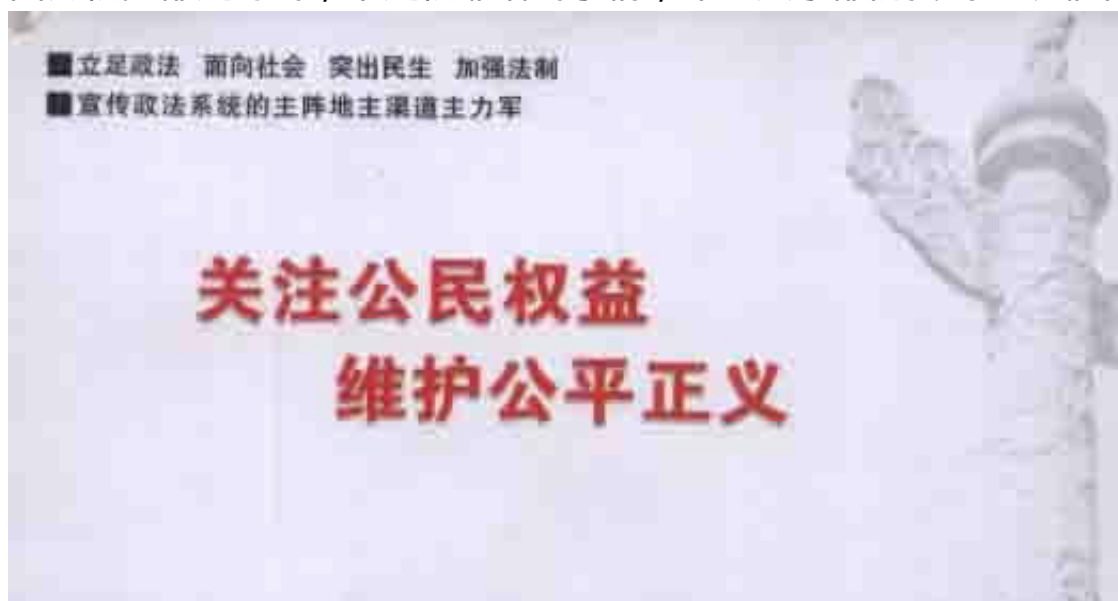 ■立足政法 面向社会 突出民生 加强法制
■宣传政法系统的主阵地主渠道主力军
关注公民权益
维护公平正义